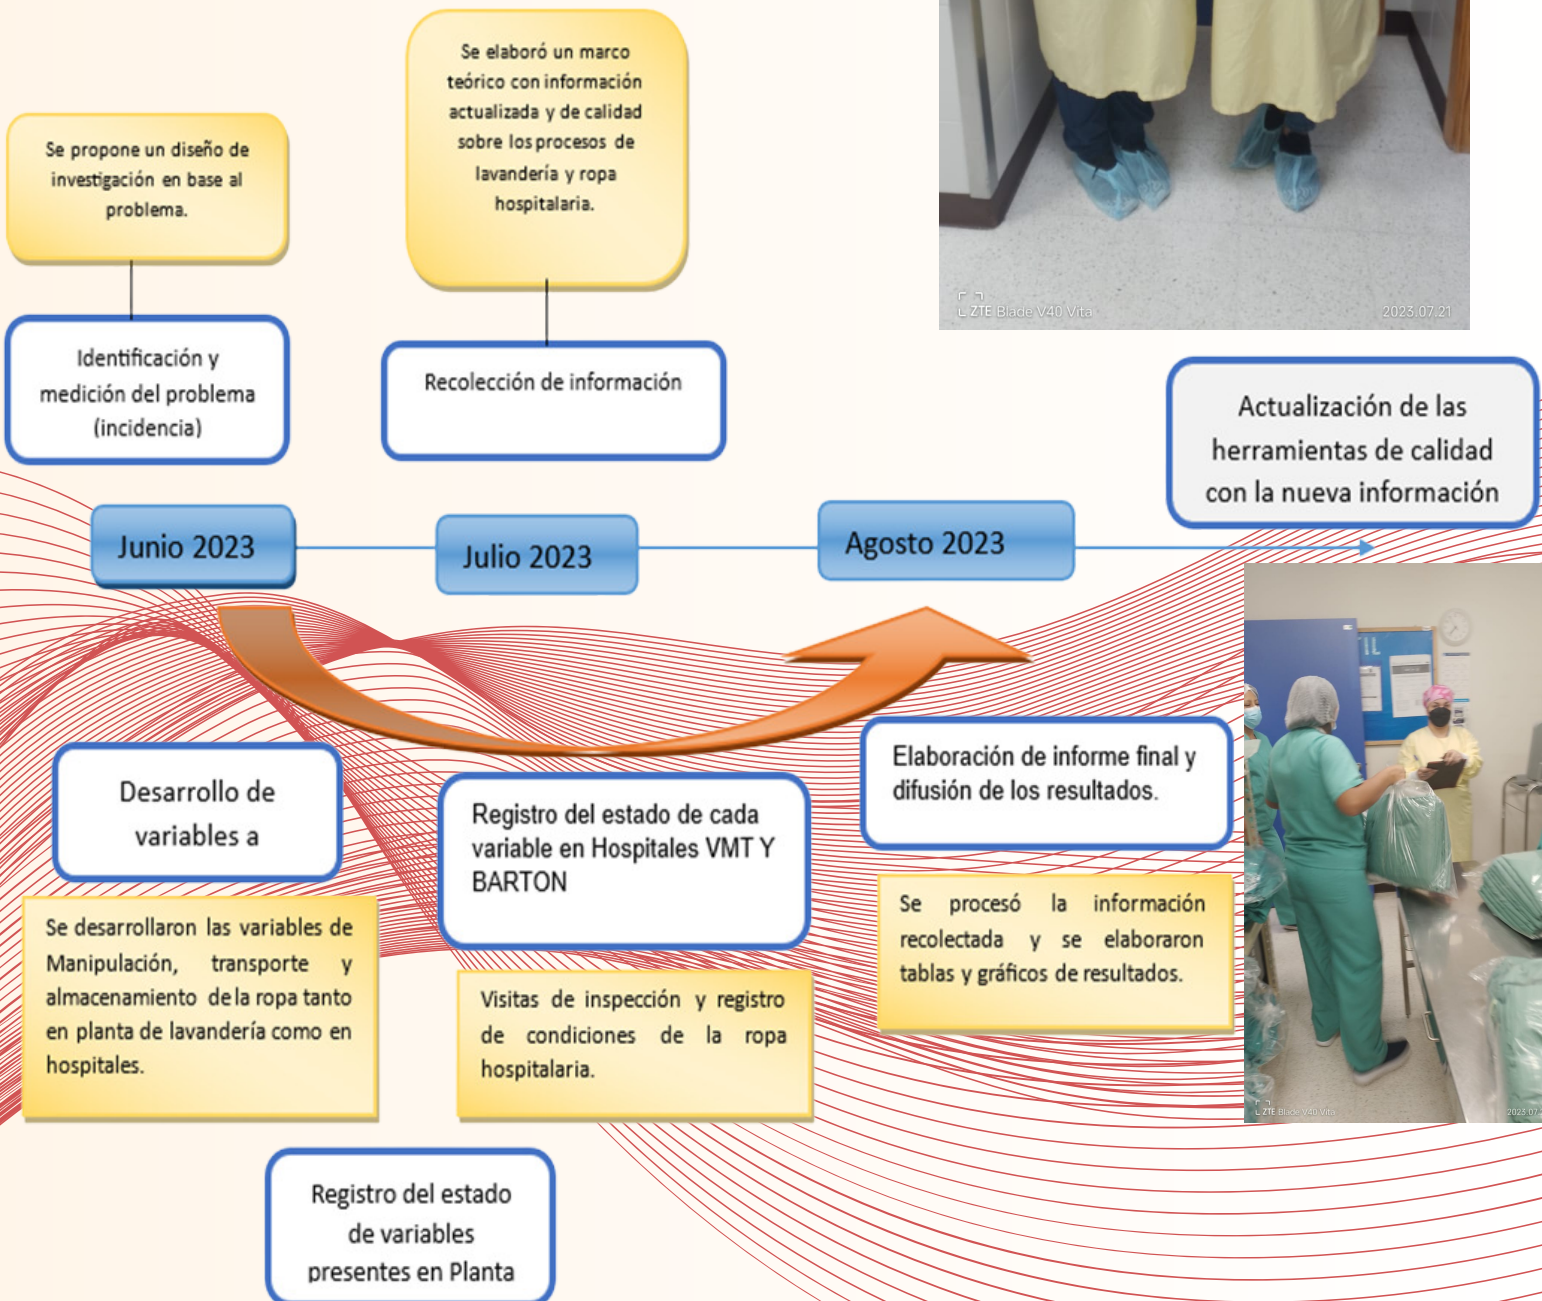 Se elaboró un marco
teórico con información
actualizada y de calidad
sobre los procesos de
lavandería y ropa
hospitalaria.
Se propone un diseño de
investigación en base al
problema.
Identificación y
medición del problema
(incidencia)
Recolección de información
ZTE Blade V40 Vita
2023.07.21
Actualización de las
herramientas de calidad
con la nueva información
Junio 2023
Julio 2023
Agosto 2023
Desarrollo de
variables a
Registro del estado de cada
variable en Hospitales VMT Y
BARTON
Elaboración de informe final y
difusión de los resultados.
Se desarrollaron las variables de
Manipulación, transporte y
almacenamiento de la ropa tanto
en planta de lavandería como en
hospitales.
Visitas de inspección y registro
de condiciones de la ropa
hospitalaria.
Se procesó la información
recolectada y se elaboraron
tablas y gráficos de resultados.
IL
ZTE Blade V40 Vita
2023.07
Registro del estado
de variables
presentes en Planta